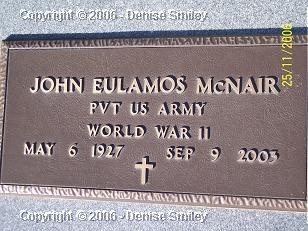 Copyright © 2006 - Denise Smiley
JOHN EULAMOS McNAIR
PVT US ARMY
WORLD WAR II
MAY 6 1927 SEP 9 2003
25/11/2006
Copyright © 2006 - Denise Smiley